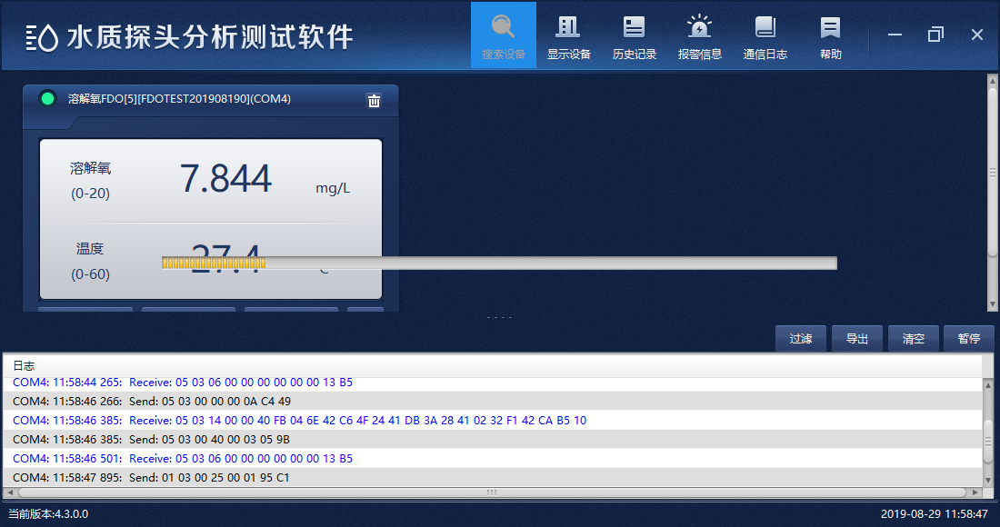 水质探头分析测试软件
搜索设备 显示设备 历史记录 报警信息 通信日志 帮助
溶解氧FDO[5][FDOTEST201908190](COM4)
溶解氧
(0-20)
7.844
mg/L
温度
(0-60)
27.4
过滤 导出 清空 暂停
日志
COM4: 11:58:44 265: Receive: 05 03 06 00 00 00 00 00 00 13 B5
COM4: 11:58:46 266: Send: 05 03 00 00 00 0A C4 49
COM4: 11:58:46 385: Receive: 05 03 14 00 00 40 FB 04 6E 42 C6 4F 24 41 DB 3A 28 41 02 32 F1 42 CA B5 10
COM4: 11:58:46 385: Send: 05 03 00 40 00 03 05 9B
COM4: 11:58:46 501: Receive: 05 03 06 00 00 00 00 00 00 13 B5
COM4: 11:58:47 895: Send: 01 03 00 25 00 01 95 C1
当前版本:4.3.0.0
2019-08-29 11:58:47